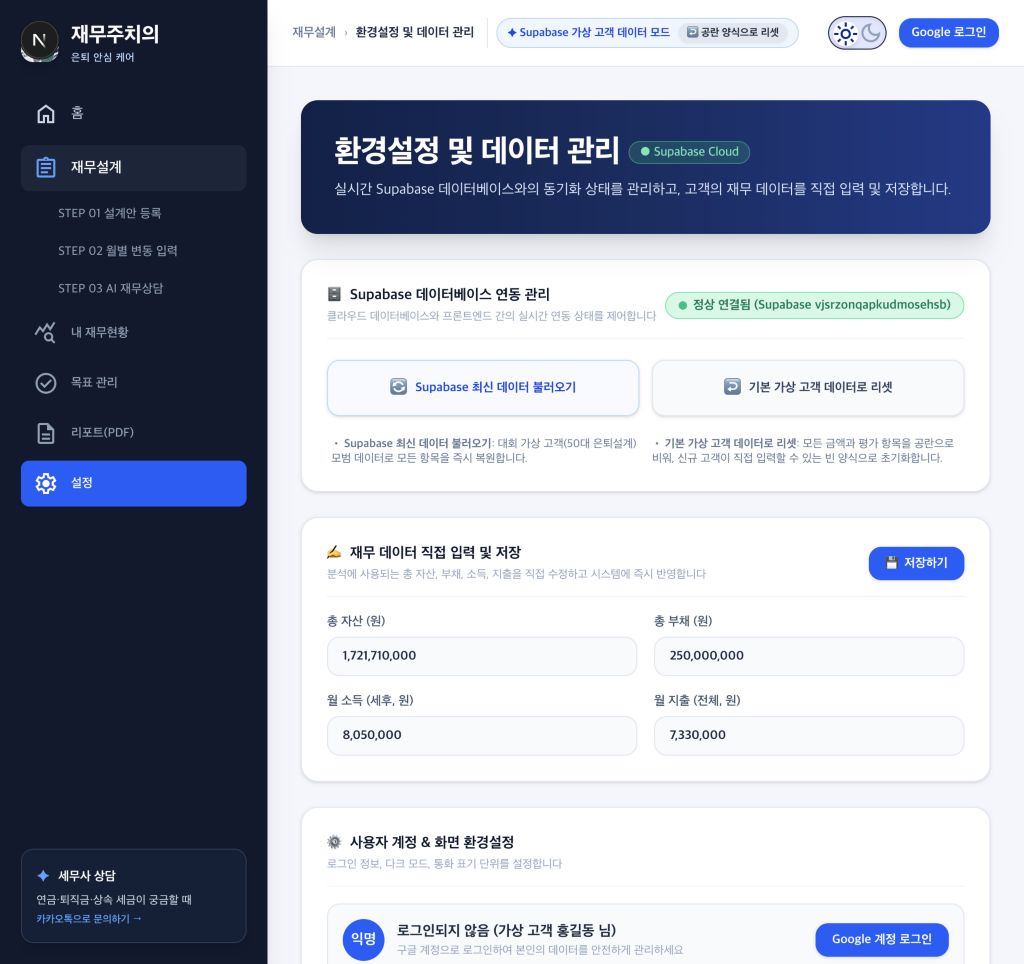 N
재무주치의
은퇴 안심 케어
홈
재무설계
STEP 01 설계안 등록
STEP 02 월별 변동 입력
STEP 03 AI 재무상담
내 재무현황
목표 관리
리포트(PDF)
설정
세무사 상담
연금·퇴직금·상속 세금이 궁금할 때
카카오톡으로 문의하기 →
재무설계 › 환경설정 및 데이터 관리
✦ Supabase 가상 고객 데이터 모드
공란 양식으로 리셋
Google 로그인
환경설정 및 데이터 관리
Supabase Cloud
실시간 Supabase 데이터베이스와의 동기화 상태를 관리하고, 고객의 재무 데이터를 직접 입력 및 저장합니다.
Supabase 데이터베이스 연동 관리
클라우드 데이터베이스와 프론트엔드 간의 실시간 연동 상태를 제어합니다
정상 연결됨 (Supabase vjsrzonqapkudmosehsb)
Supabase 최신 데이터 불러오기
기본 가상 고객 데이터로 리셋
・ Supabase 최신 데이터 불러오기: 대회 가상 고객(50대 은퇴설계)
모범 데이터로 모든 항목을 즉시 복원합니다.
・ 기본 가상 고객 데이터로 리셋: 모든 금액과 평가 항목을 공란으로
비워, 신규 고객이 직접 입력할 수 있는 빈 양식으로 초기화합니다.
재무 데이터 직접 입력 및 저장
분석에 사용되는 총 자산, 부채, 소득, 지출을 직접 수정하고 시스템에 즉시 반영합니다
저장하기
총 자산 (원)
1,721,710,000
총 부채 (원)
250,000,000
월 소득 (세후, 원)
8,050,000
월 지출 (전체, 원)
7,330,000
사용자 계정 & 화면 환경설정
로그인 정보, 다크 모드, 통화 표기 단위를 설정합니다
익명
로그인되지 않음 (가상 고객 홍길동 님)
구글 계정으로 로그인하여 본인의 데이터를 안전하게 관리하세요
Google 계정 로그인